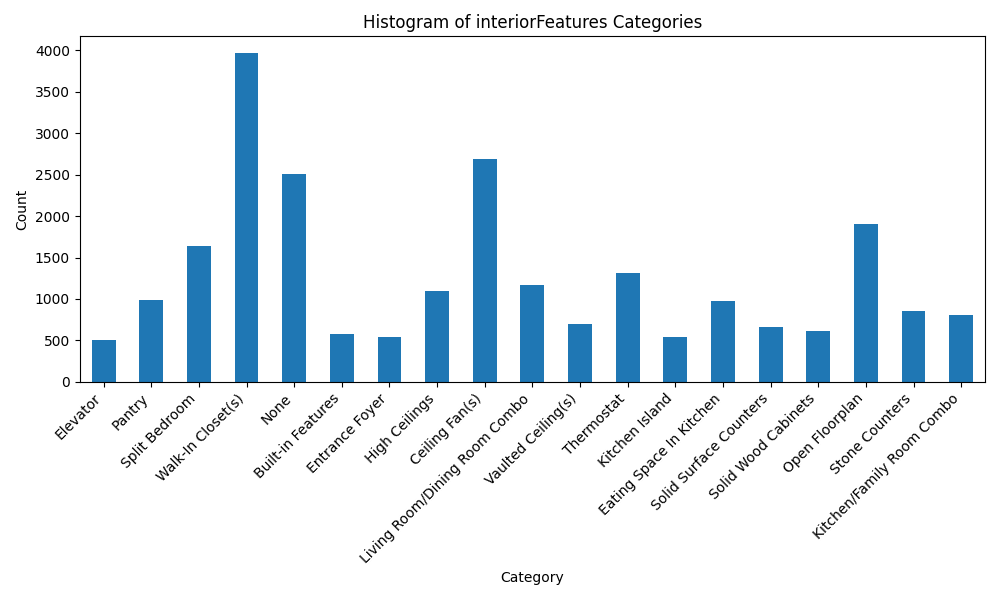 Histogram of interiorFeatures Categories
Count
4000
3500
3000
2500
2000
1500
1000
500
0
Elevator
Pantry
Split Bedroom
Walk-In Closet(s)
None
Built-in Features
Entrance Foyer
High Ceilings
Ceiling Fan(s)
Living Room/Dining Room Combo
Vaulted Ceiling(s)
Thermostat
Kitchen Island
Eating Space In Kitchen
Solid Surface Counters
Solid Wood Cabinets
Open Floorplan
Stone Counters
Kitchen/Family Room Combo
Category